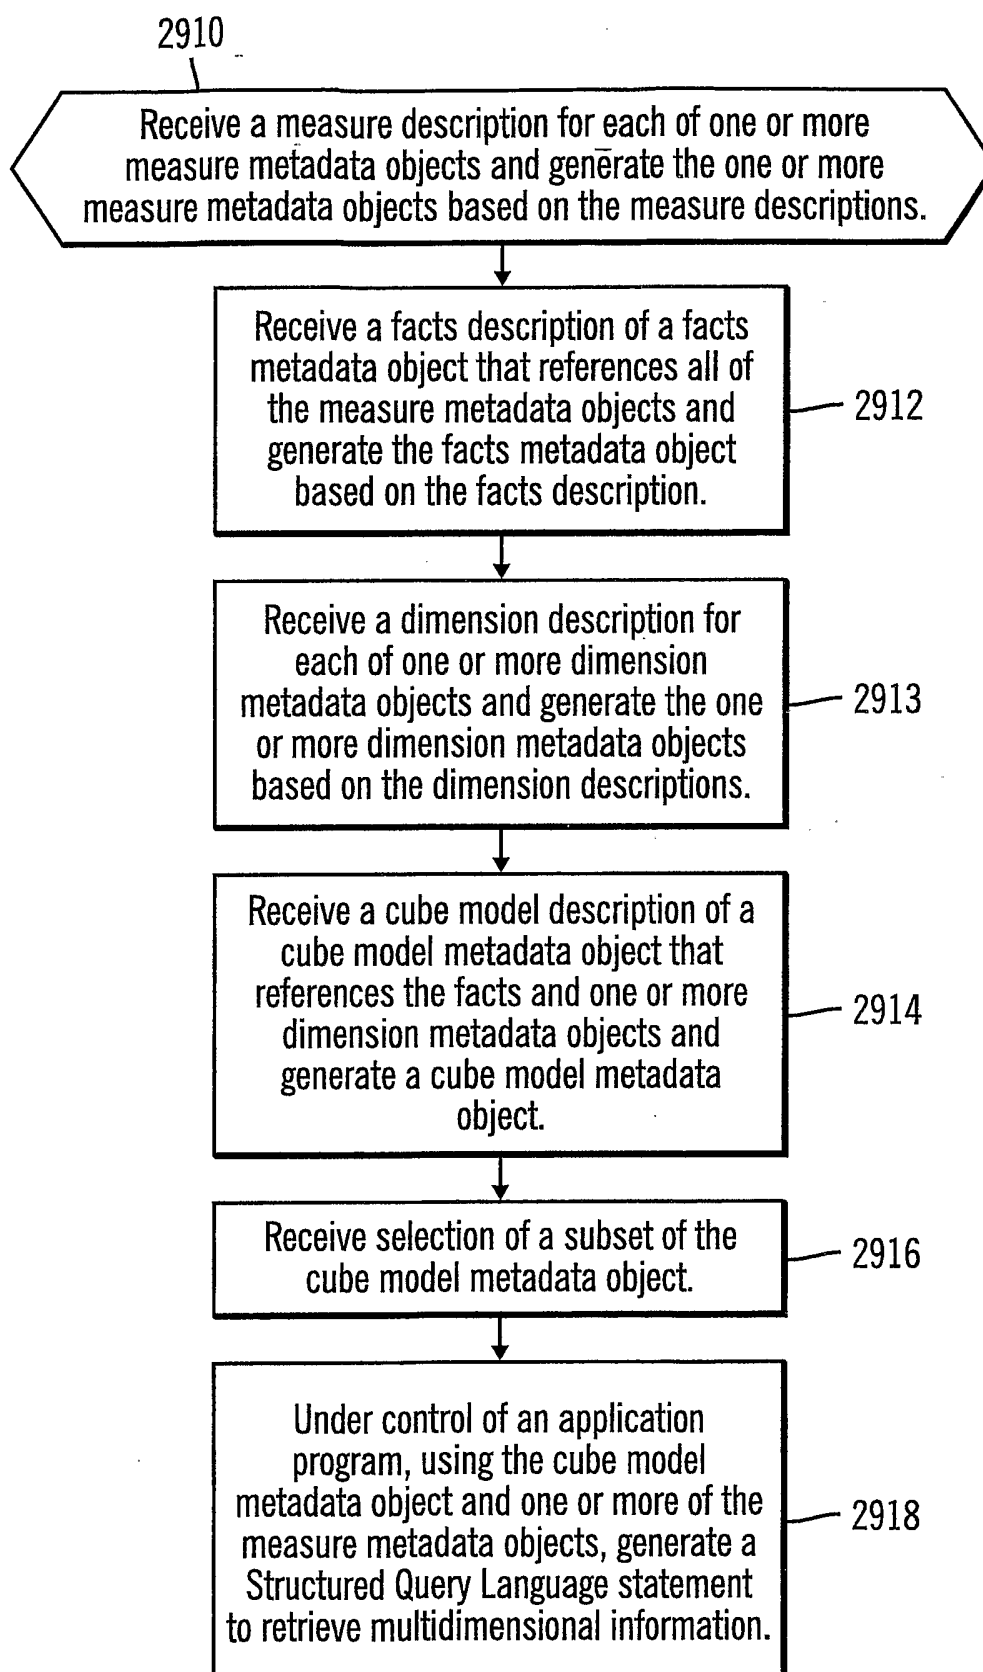 2910
Receive a measure description for each of one or more
measure metadata objects and generate the one or more
measure metadata objects based on the measure descriptions.
Receive a facts description of a facts
metadata object that references all of
the measure metadata objects and
generate the facts metadata object
based on the facts description.
2912
Receive a dimension description for
each of one or more dimension
metadata objects and generate the one
or more dimension metadata objects
based on the dimension descriptions.
2913
Receive a cube model description of a
cube model metadata object that
references the facts and one or more
dimension metadata objects and
generate a cube model metadata
object.
2914
Receive selection of a subset of the
cube model metadata object.
2916
Under control of an application
program, using the cube model
metadata object and one or more of the
measure metadata objects, generate a
Structured Query Language statement
to retrieve multidimensional information.
2918